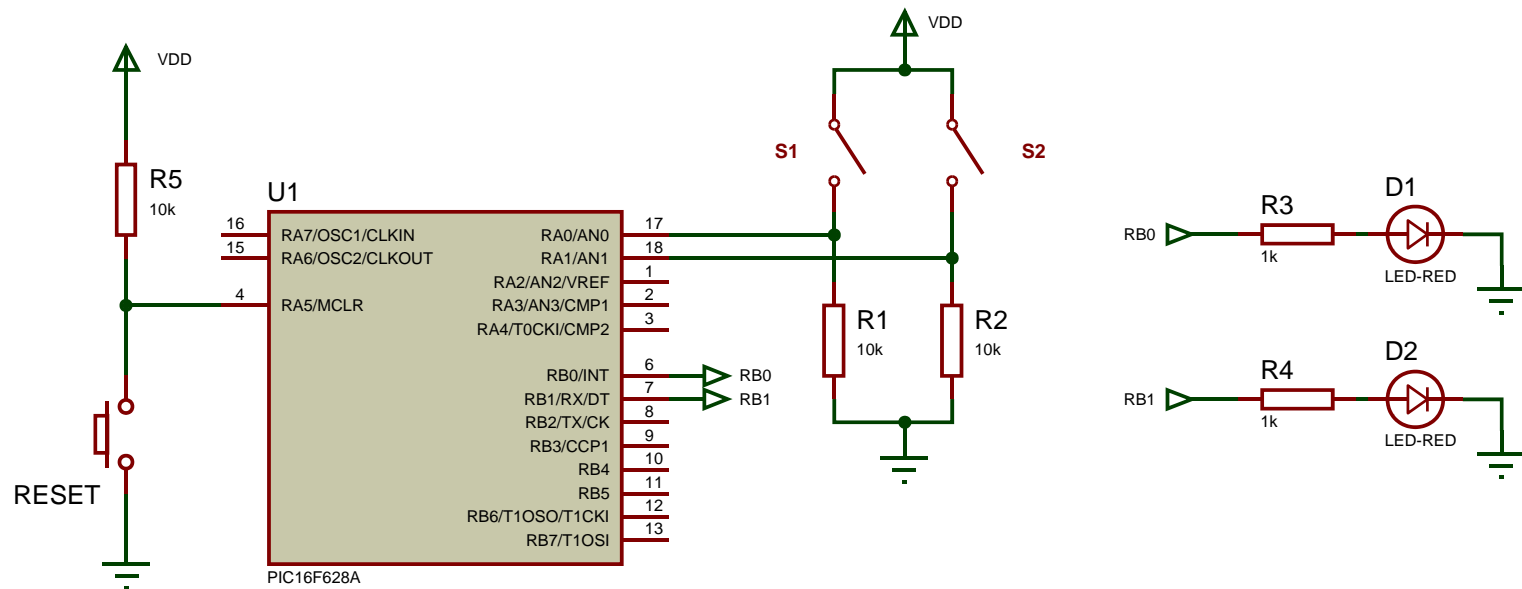 VDD
VDD
S1
S2
R5
10k
U1
D1
R3
1k
RB0
LED-RED
16
RA7/OSC1/CLKIN
15
RA6/OSC2/CLKOUT
4
RA5/MCLR
RA0/AN0
17
RA1/AN1
18
RA2/AN2/VREF
1
RA3/AN3/CMP1
2
RA4/T0CKI/CMP2
3
RB0/INT
6
RB0
RB1/RX/DT
7
RB1
RB2/TX/CK
8
RB3/CCP1
9
RB4
10
RB5
11
RB6/T1OSO/T1CKI
12
RB7/T1OSI
13
R1
10k
R2
10k
D2
R4
1k
RB1
LED-RED
RESET
PIC16F628A